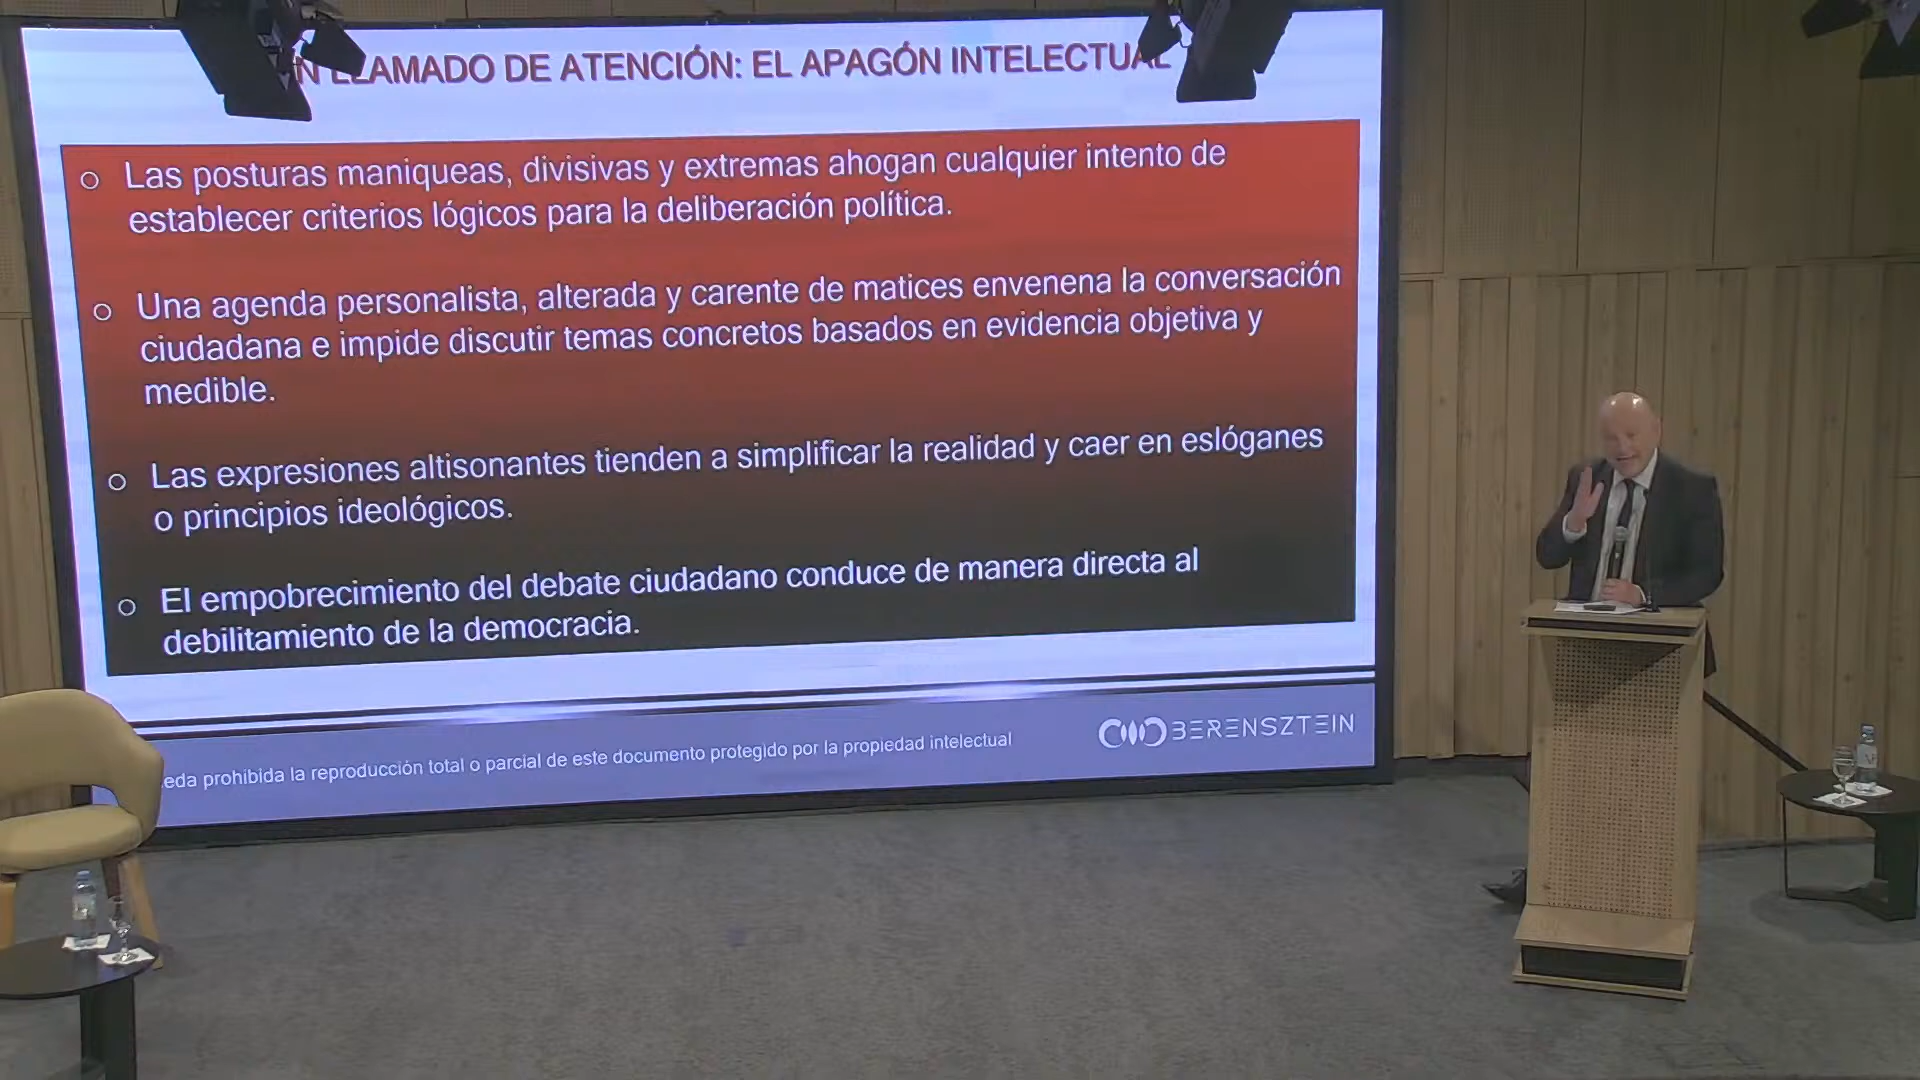 LLAMADO DE ATENCIÓN: EL APAGÓN INTELECTUAL
Las posturas maniqueas, divisivas y extremas ahogan cualquier intento de
establecer criterios lógicos para la deliberación política.
Una agenda personalista, alterada y carente de matices envenena la conversación
ciudadana e impide discutir temas concretos basados en evidencia objetiva y
medible.
Las expresiones altisonantes tienden a simplificar la realidad y caer en eslóganes
o principios ideológicos.
El empobrecimiento del debate ciudadano conduce de manera directa al
debilitamiento de la democracia.
eda prohibida la reproducción total o parcial de este documento protegido por la propiedad intelectual
BERENSZTEIN